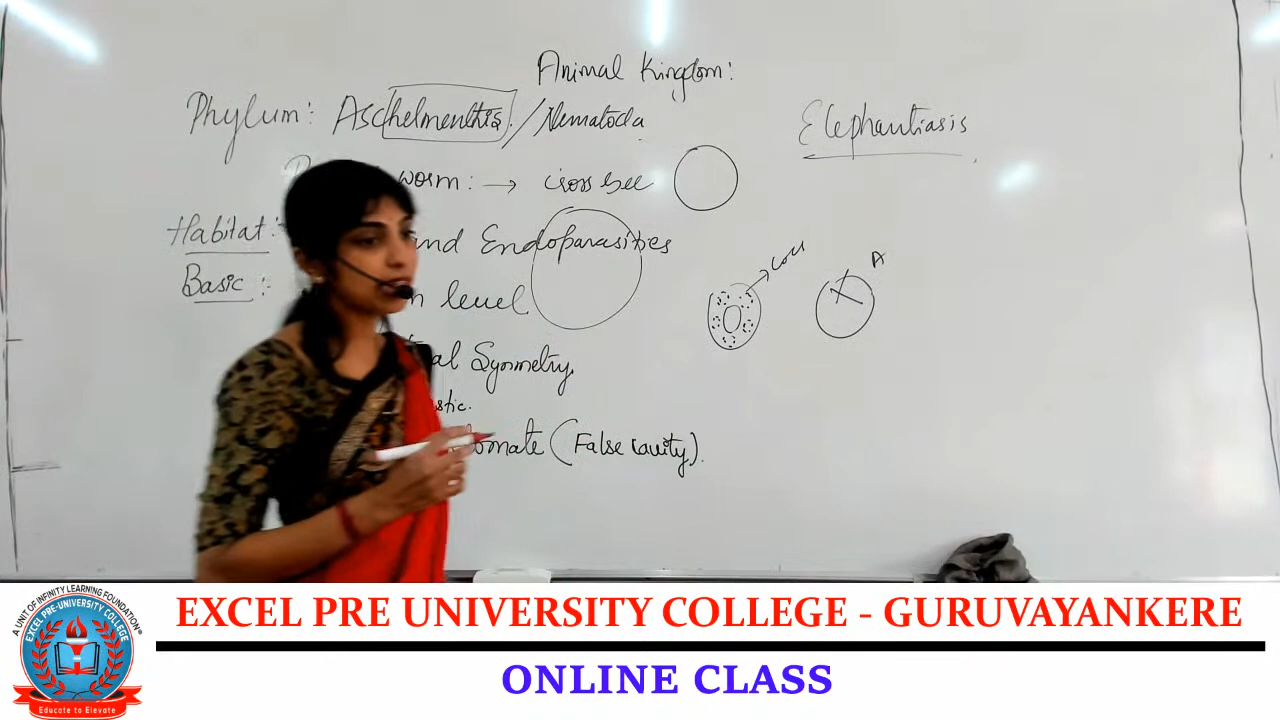 Animal Kingdom:
Phylum: Aschelmenthis / Nematoda
worm: → cross sec
Elephantiasis
Habitat: and Endoparasities
Basic :- level
Symmetry
(False cavity).
A
A UNIT OF INFINITY LEARNING FOUNDATION®
EXCEL PRE-UNIVERSITY COLLEGE
Educate to Elevate
EXCEL PRE UNIVERSITY COLLEGE - GURUVAYANKERE
ONLINE CLASS